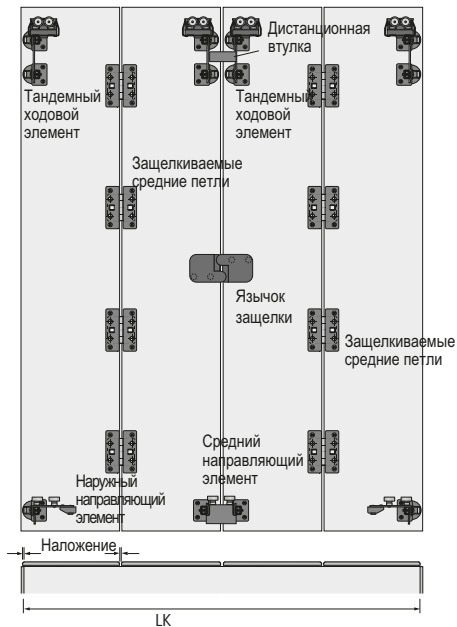 Дистанционная
втулка
Тандемный
ходовой
элемент
Тандемный
ходовой
элемент
Защелкиваемые
средние петли
Язычок
защелки
Защелкиваемые
средние петли
Средний
направляющий
элемент
Наружный
направляющий
элемент
Наложение
LK